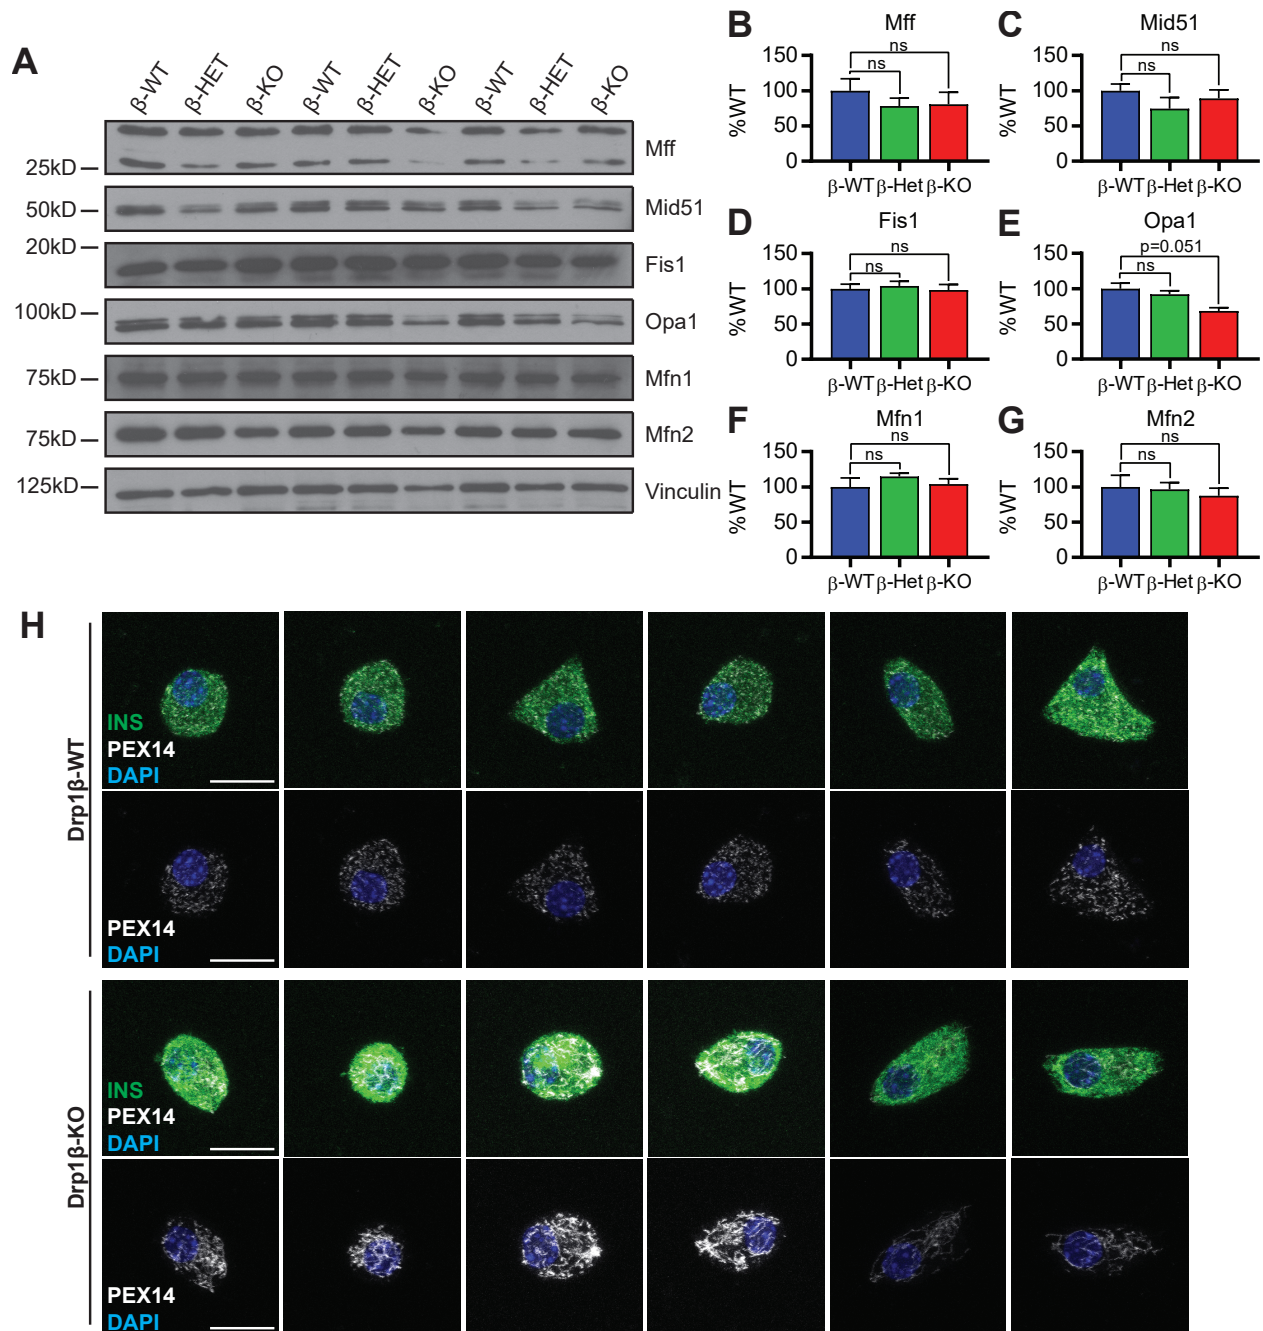 A
β-WT
β-HET
β-KO
β-WT
β-HET
β-KO
β-WT
β-HET
β-KO
25kD
Mff
50kD
Mid51
20kD
Fis1
100kD
Opa1
75kD
Mfn1
75kD
Mfn2
125kD
Vinculin
B
Mff
ns
ns
150
100
50
0
%WT
β-WT β-Het β-KO
C
Mid51
ns
ns
150
100
50
0
%WT
β-WT β-Het β-KO
D
Fis1
ns
ns
150
100
50
0
%WT
β-WT β-Het β-KO
E
Opa1
p=0.051
ns
150
100
50
0
%WT
β-WT β-Het β-KO
F
Mfn1
ns
ns
150
100
50
0
%WT
β-WT β-Het β-KO
G
Mfn2
ns
ns
150
100
50
0
%WT
β-WT β-Het β-KO
H
Drp1β-WT
INS
PEX14
DAPI
PEX14
DAPI
Drp1β-KO
INS
PEX14
DAPI
PEX14
DAPI